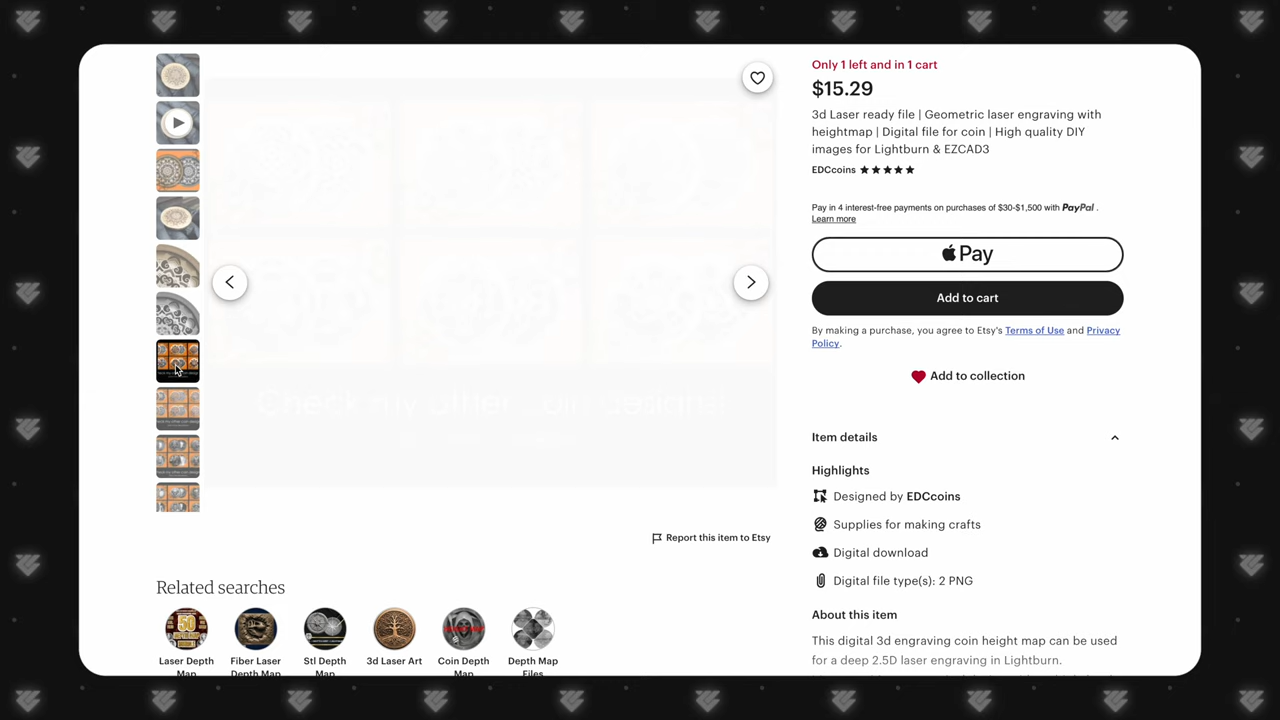 Only 1 left and in 1 cart
$15.29
3d Laser ready file | Geometric laser engraving with
heightmap | Digital file for coin | High quality DIY
images for Lightburn & EZCAD3
EDCcoins
Pay in 4 interest-free payments on purchases of $30-$1,500 with PayPal .
Learn more
Pay
Add to cart
By making a purchase, you agree to Etsy's Terms of Use and Privacy
Policy.
Add to collection
Item details
Highlights
Designed by EDCcoins
Supplies for making crafts
Digital download
Digital file type(s): 2 PNG
About this item
This digital 3d engraving coin height map can be used
for a deep 2.5D laser engraving in Lightburn.
Check my other coin designs!
Report this item to Etsy
Related searches
Laser Depth
Map
Fiber Laser
Depth Map
Stl Depth
Map
3d Laser Art
Coin Depth
Map
Depth Map
Files